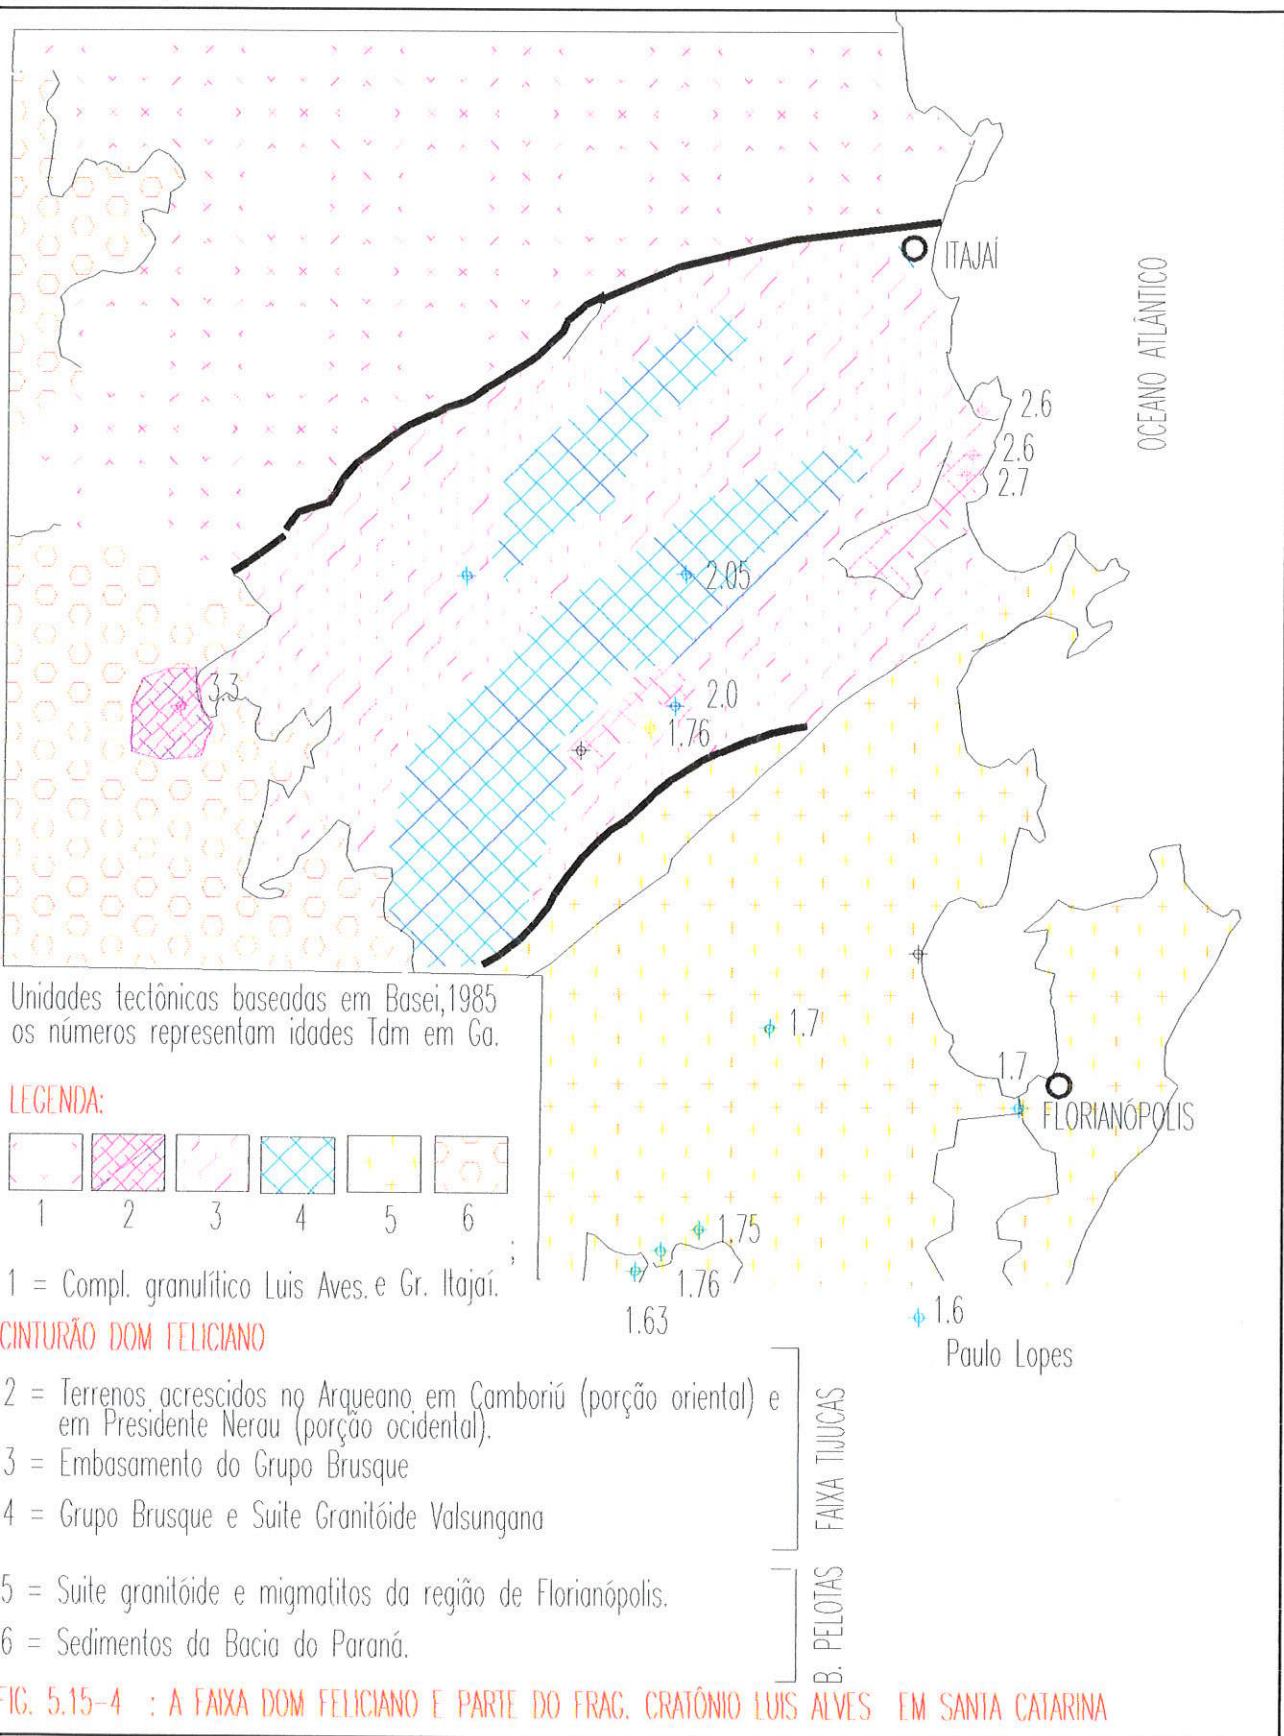 ITAJAÍ
OCEANO ATLÂNTICO
2.6
2.6
2.7
2.05
3.3
2.0
1.76
Unidades tectônicas baseadas em Basei,1985
os números representam idades Tdm em Ga.
1.7
1.7
FLORIANÓPOLIS
LEGENDA:
1 2 3 4 5 6
1.75
1.76
1.63
1.6
Paulo Lopes
;
1 = Compl. granulítico Luis Aves. e Gr. Itajaí.
CINTURÃO DOM FELICIANO
2 = Terrenos acrescidos no Arqueano em Camboriú (porção oriental) e
em Presidente Nerau (porção ocidental).
3 = Embasamento do Grupo Brusque
4 = Grupo Brusque e Suite Granitóide Valsungana
FAIXA TIJUCAS
5 = Suite granitóide e migmatitos da região de Florianópolis.
6 = Sedimentos da Bacia do Paraná.
B. PELOTAS
FIG. 5.15-4 : A FAIXA DOM FELICIANO E PARTE DO FRAG. CRATÔNIO LUIS ALVES EM SANTA CATARINA